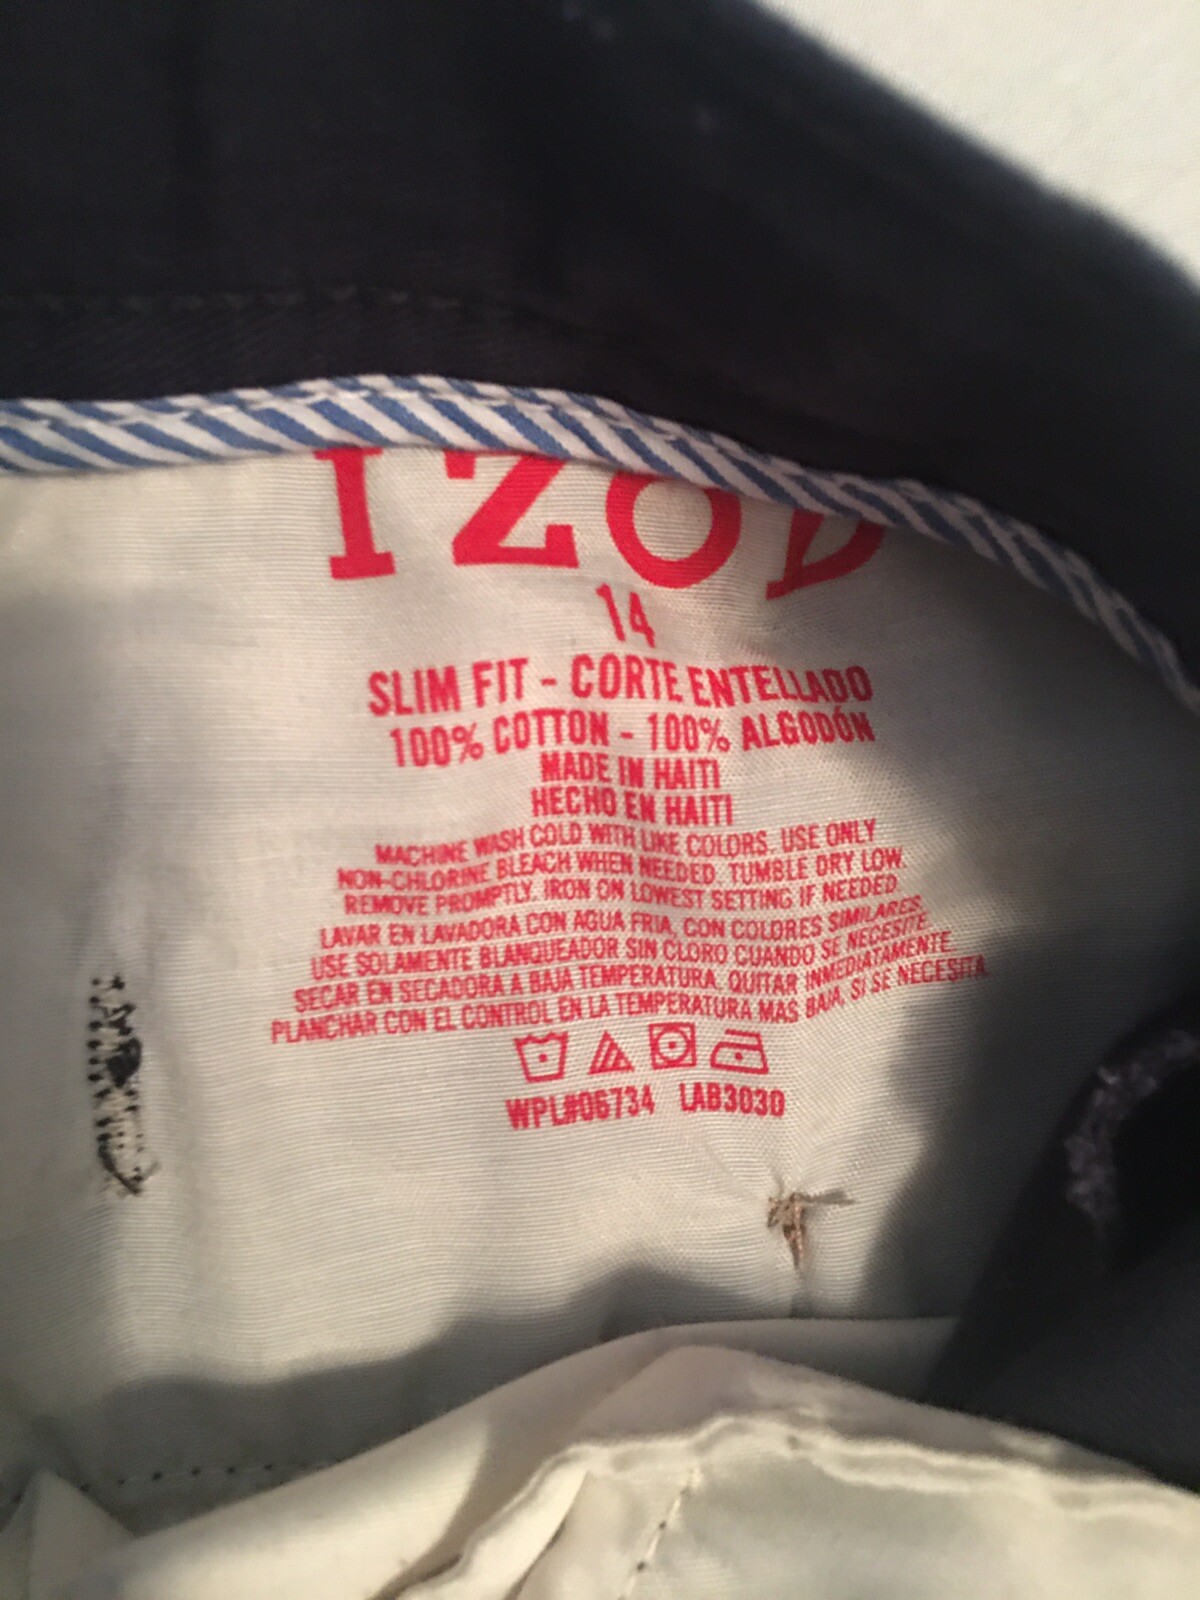 IZOD
14
SLIM FIT - CORTE ENTELLADO
100% COTTON - 100% ALGODÓN
MADE IN HAITI
HECHO EN HAITI
MACHINE WASH COLD WITH LIKE COLORS. USE ONLY
NON-CHLORINE BLEACH WHEN NEEDED. TUMBLE DRY LOW.
REMOVE PROMPTLY. IRON ON LOWEST SETTING IF NEEDED.
LAVAR EN LAVADORA CON AGUA FRIA, CON COLORES SIMILARES.
USE SOLAMENTE BLANQUEADOR SIN CLORO CUANDO SE NECESITE.
SECAR EN SECADORA A BAJA TEMPERATURA. QUITAR INMEDIATAMENTE.
PLANCHAR CON EL CONTROL EN LA TEMPERATURA MAS BAJA, SI SE NECESITA.
WPL#06734 LAB3030